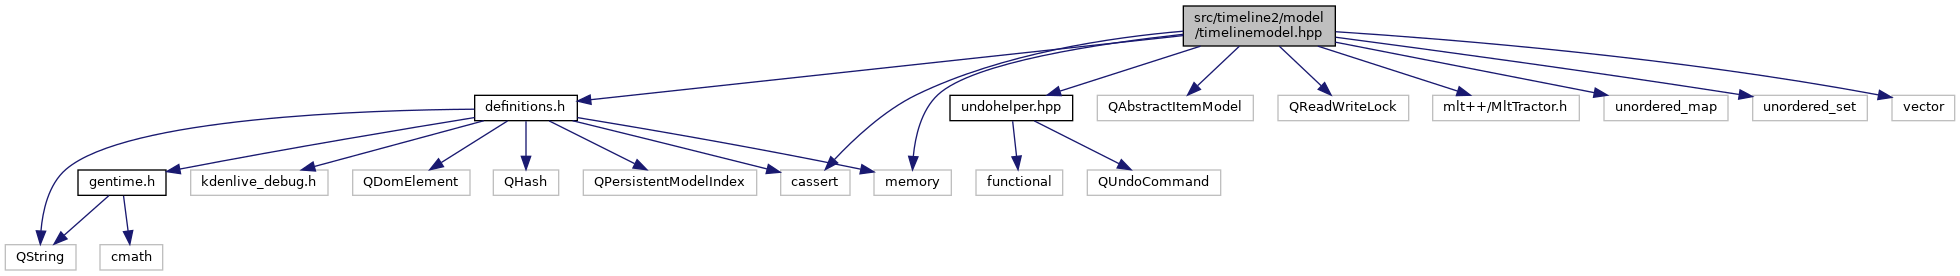 src/timeline2/model
/timelinemodel.hpp
definitions.h
undohelper.hpp
QAbstractItemModel
QReadWriteLock
mlt++/MltTractor.h
unordered_map
unordered_set
vector
gentime.h
kdenlive_debug.h
QDomElement
QHash
QPersistentModelIndex
cassert
memory
functional
QUndoCommand
QString
cmath